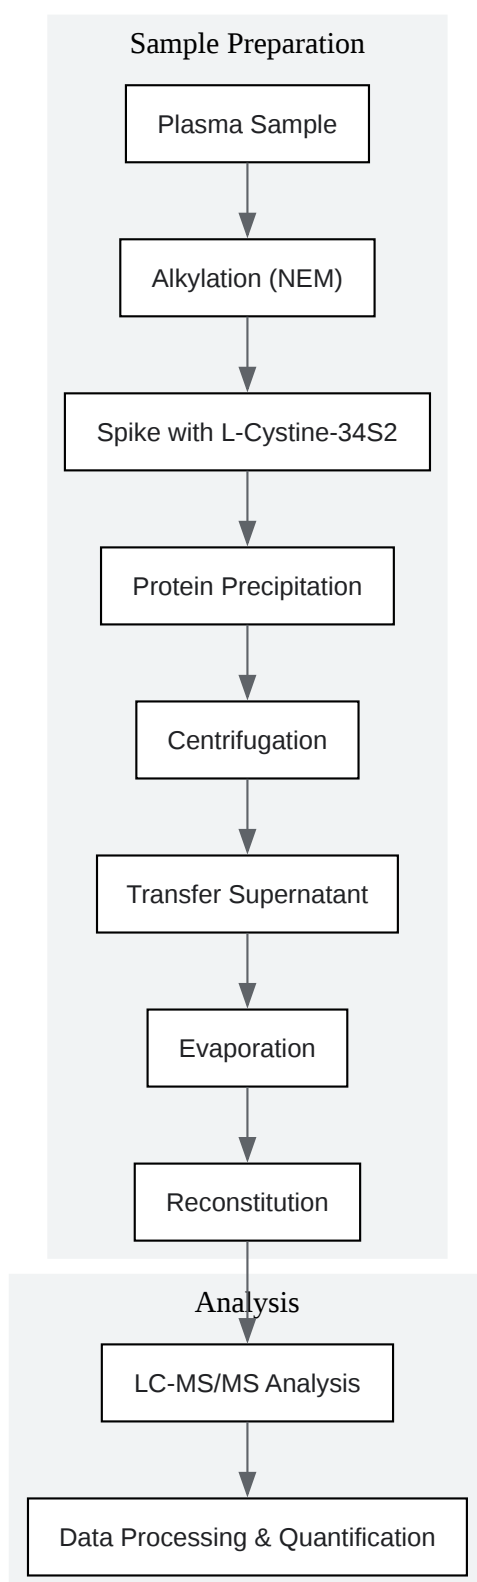 Sample Preparation
Plasma Sample
Alkylation (NEM)
Spike with L-Cystine-34S2
Protein Precipitation
Centrifugation
Transfer Supernatant
Evaporation
Reconstitution
Analysis
LC-MS/MS Analysis
Data Processing & Quantification